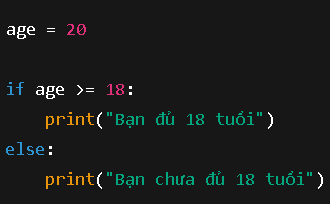 age = 20
if age >= 18:
    print("Bạn đủ 18 tuổi")
else:
    print("Bạn chưa đủ 18 tuổi")